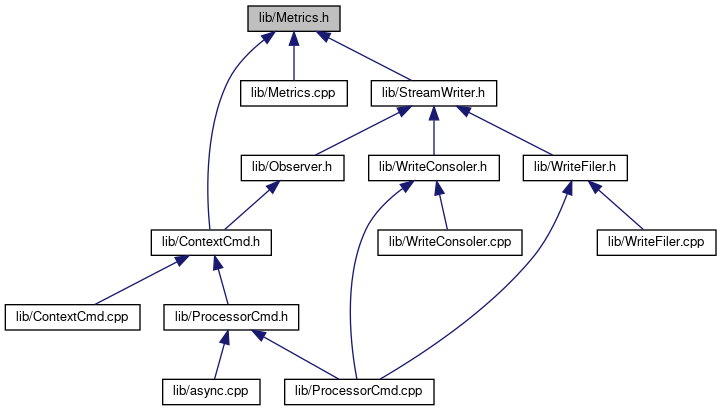 lib/Metrics.h
lib/Metrics.cpp
lib/StreamWriter.h
lib/Observer.h
lib/WriteConsoler.h
lib/WriteFiler.h
lib/ContextCmd.h
lib/WriteConsoler.cpp
lib/WriteFiler.cpp
lib/ContextCmd.cpp
lib/ProcessorCmd.h
lib/async.cpp
lib/ProcessorCmd.cpp